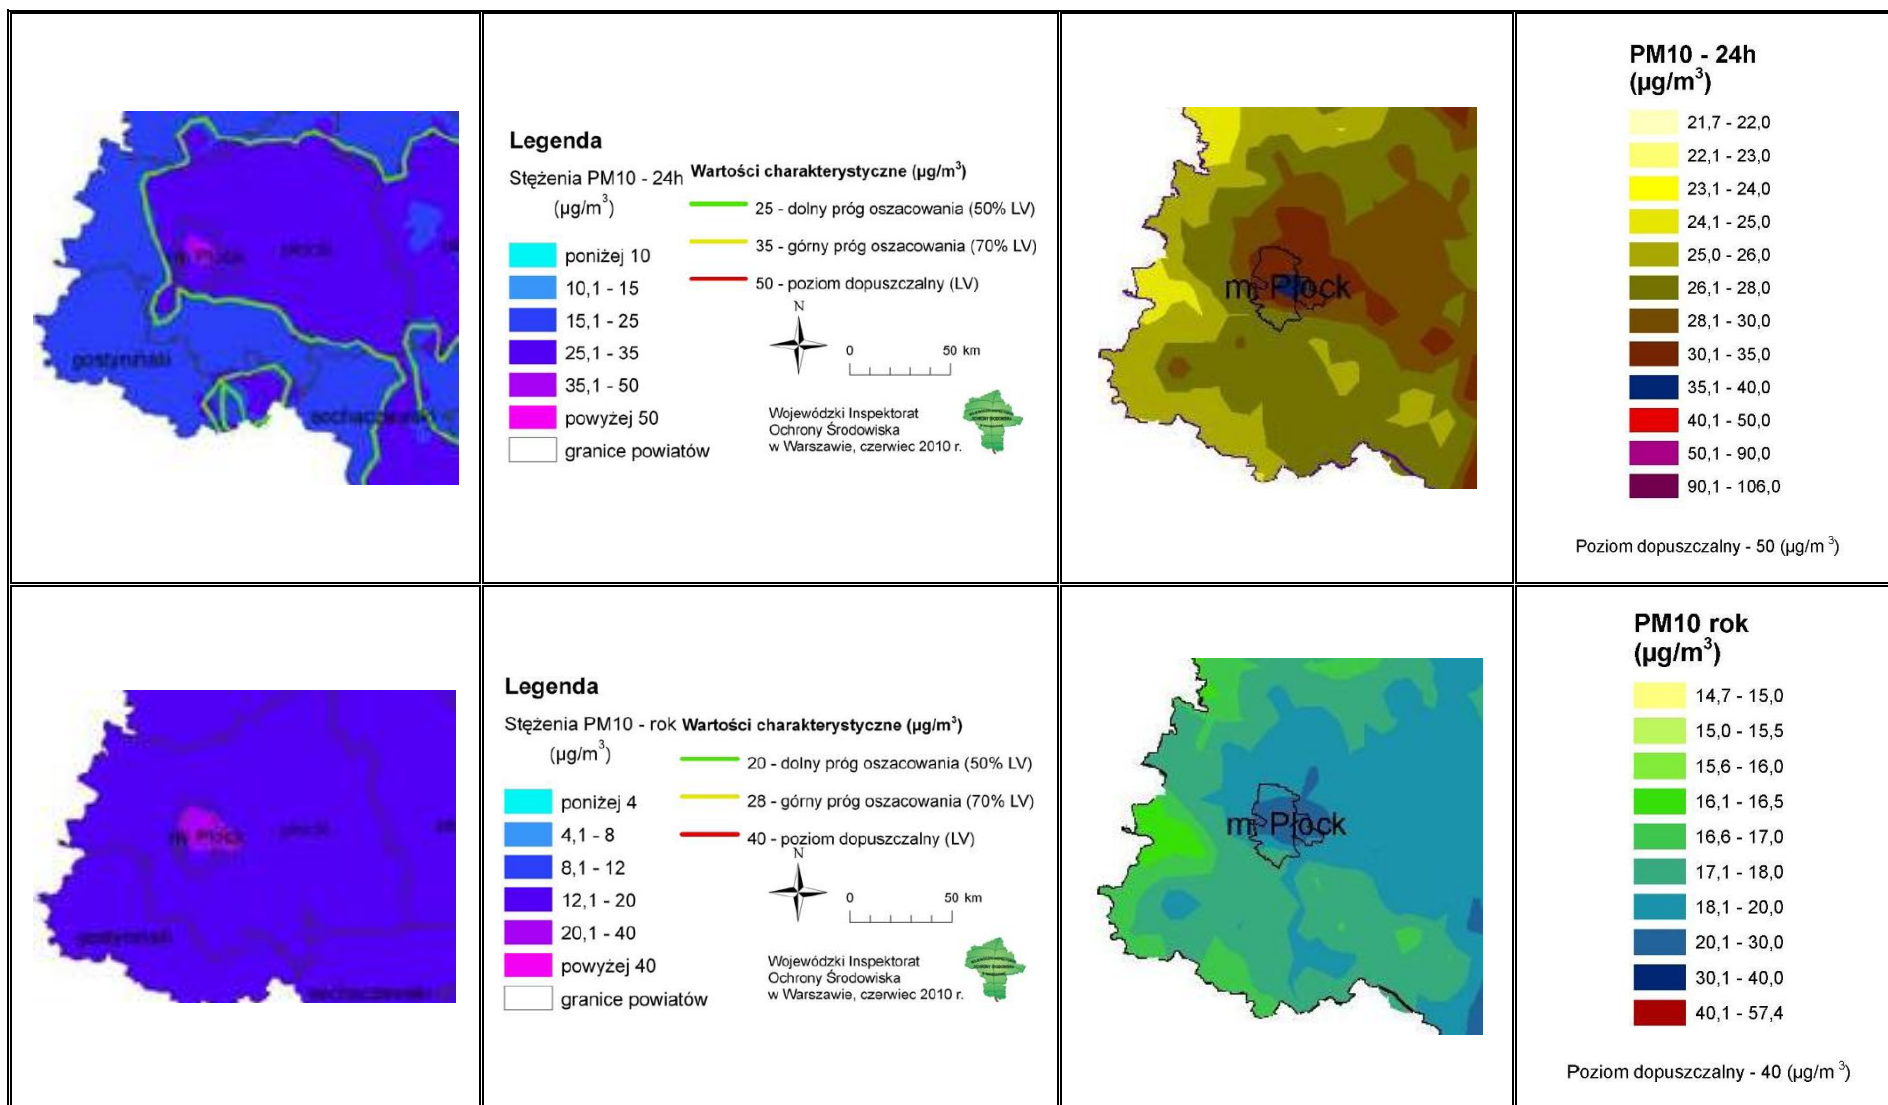 m. Płock
płocki
gostyniński
sochaczewski
Legenda
Stężenia PM10 - 24h
(µg/m³)
poniżej 10
10,1 - 15
15,1 - 25
25,1 - 35
35,1 - 50
powyżej 50
granice powiatów
Wartości charakterystyczne (µg/m³)
25 - dolny próg oszacowania (50% LV)
35 - górny próg oszacowania (70% LV)
50 - poziom dopuszczalny (LV)
N
0 50 km
Wojewódzki Inspektorat
Ochrony Środowiska
w Warszawie, czerwiec 2010 r.
m. Płock
PM10 - 24h
(µg/m³)
21,7 - 22,0
22,1 - 23,0
23,1 - 24,0
24,1 - 25,0
25,0 - 26,0
26,1 - 28,0
28,1 - 30,0
30,1 - 35,0
35,1 - 40,0
40,1 - 50,0
50,1 - 90,0
90,1 - 106,0
Poziom dopuszczalny - 50 (µg/m³)
m. Płock
płocki
gostyniński
sochaczewski
Legenda
Stężenia PM10 - rok
(µg/m³)
poniżej 4
4,1 - 8
8,1 - 12
12,1 - 20
20,1 - 40
powyżej 40
granice powiatów
Wartości charakterystyczne (µg/m³)
20 - dolny próg oszacowania (50% LV)
28 - górny próg oszacowania (70% LV)
40 - poziom dopuszczalny (LV)
N
0 50 km
Wojewódzki Inspektorat
Ochrony Środowiska
w Warszawie, czerwiec 2010 r.
m. Płock
PM10 rok
(µg/m³)
14,7 - 15,0
15,0 - 15,5
15,6 - 16,0
16,1 - 16,5
16,6 - 17,0
17,1 - 18,0
18,1 - 20,0
20,1 - 30,0
30,1 - 40,0
40,1 - 57,4
Poziom dopuszczalny - 40 (µg/m³)